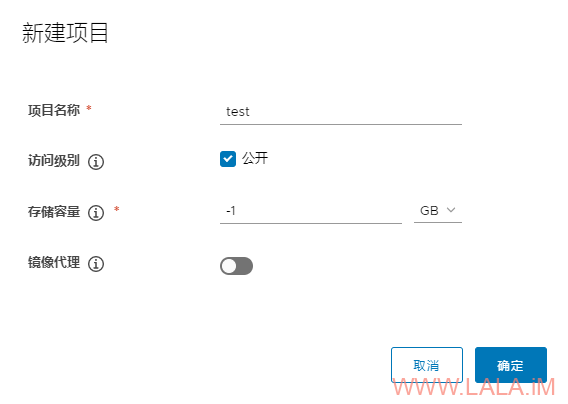 新建项目
项目名称 * test
访问级别 公开
存储容量 * -1 GB
镜像代理
取消 确定
WWW.LALA.iM